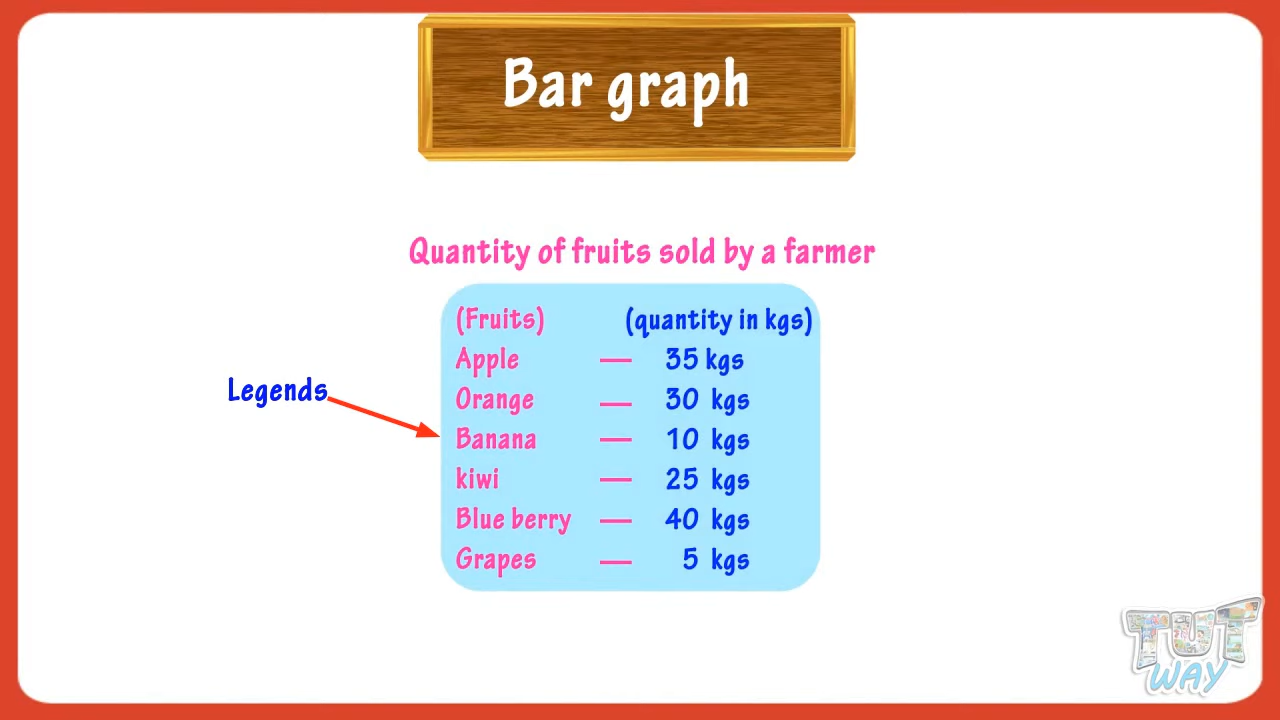 Bar graph
Quantity of fruits sold by a farmer
(Fruits) (quantity in kgs)
Apple — 35 kgs
Orange — 30 kgs
Legends
Banana — 10 kgs
kiwi — 25 kgs
Blue berry — 40 kgs
Grapes — 5 kgs
TUT
WAY